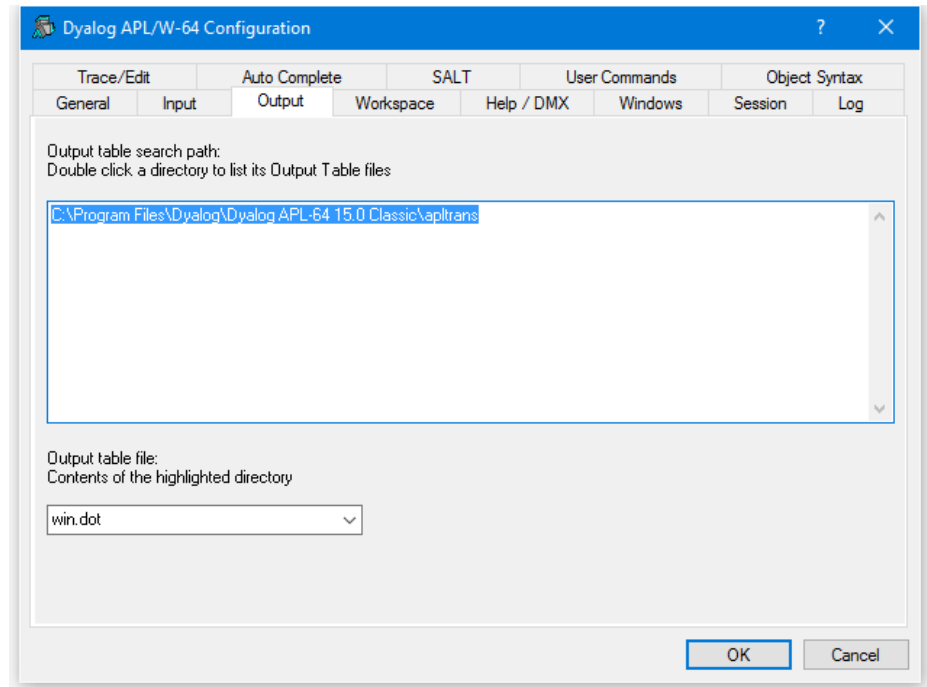 Dyalog APL/W-64 Configuration ?
Trace/Edit Auto Complete SALT User Commands Object Syntax
General Input Output Workspace Help / DMX Windows Session Log
Output table search path:
Double click a directory to list its Output Table files
C:\Program Files\Dyalog\Dyalog APL-64 15.0 Classic\apltrans
Output table file:
Contents of the highlighted directory
win.dot
OK Cancel